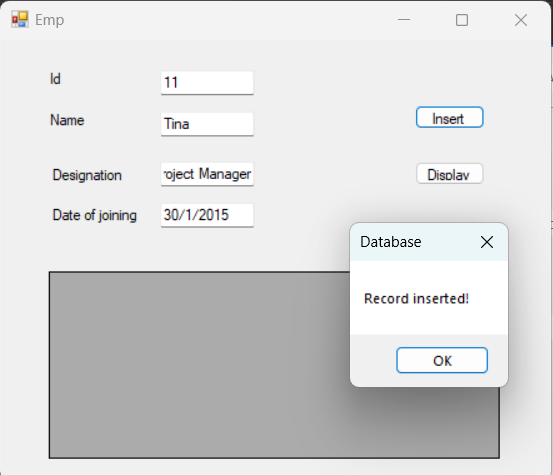 Emp
Id
11
Name
Tina
Insert
Designation
roject Manager
Display
Date of joining
30/1/2015
Database
Record inserted!
OK